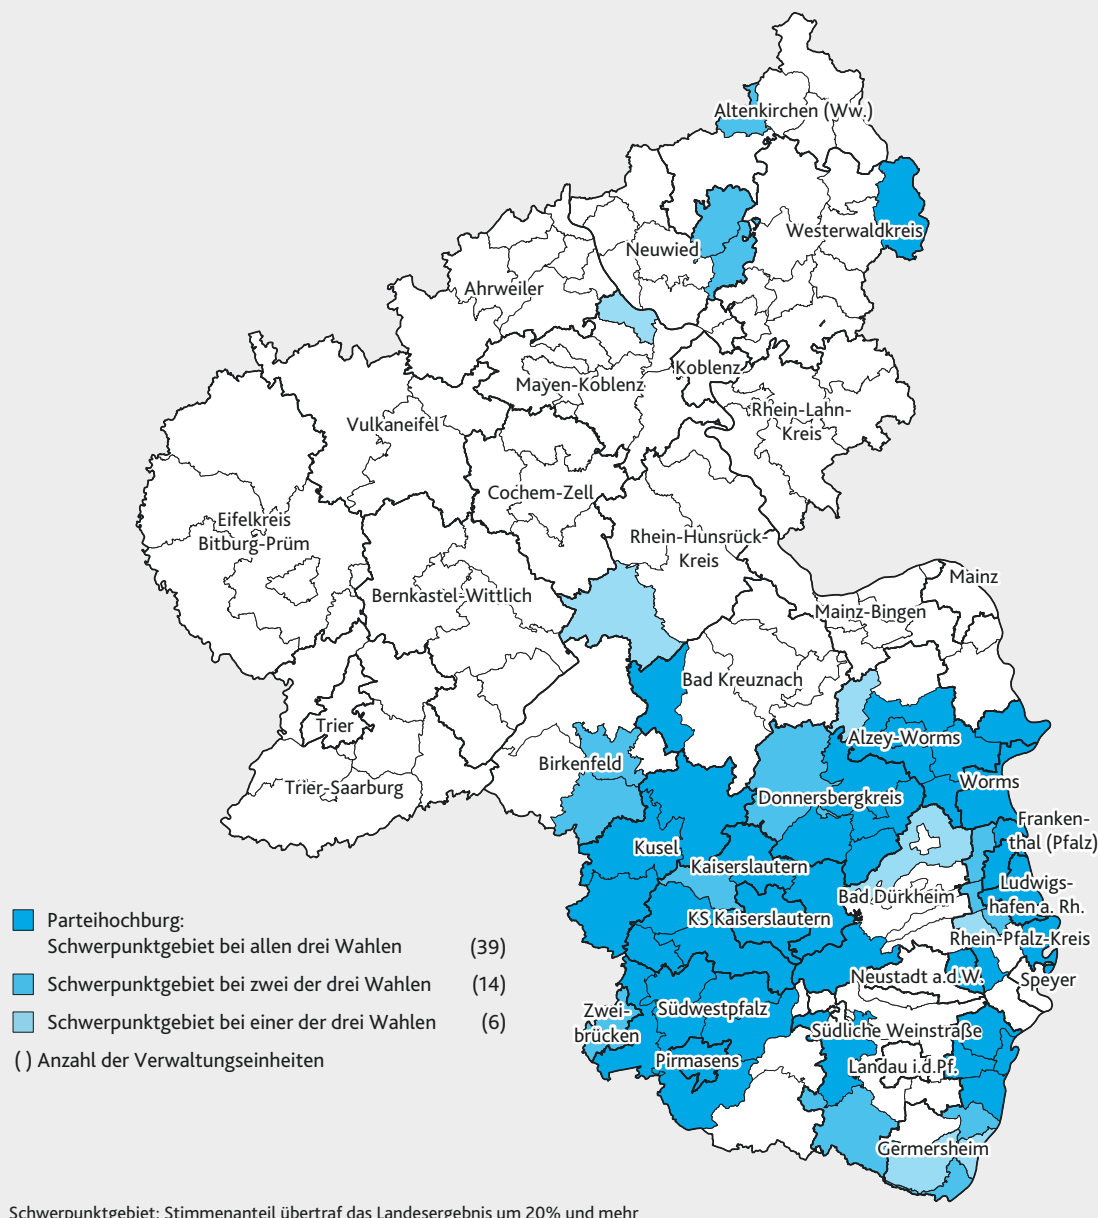 Altenkirchen (Ww.)
Westerwaldkreis
Neuwied
Ahrweiler
Koblenz
Mayen-Koblenz
Rhein-Lahn-
Kreis
Vulkaneifel
Cochem-Zell
Eifelkreis
Bitburg-Prüm
Rhein-Hunsrück-
Kreis
Mainz
Bernkastel-Wittlich
Mainz-Bingen
Bad Kreuznach
Trier
Alzey-Worms
Birkenfeld
Trier-Saarburg
Worms
Donnersbergkreis
Franken-
thal (Pfalz)
Kusel
Kaiserslautern
Ludwigs-
hafen a. Rh.
Bad Dürkheim
KS Kaiserslautern
Rhein-Pfalz-Kreis
Neustadt a.d.W.
Speyer
Zwei-
brücken
Südwestpfalz
Südliche Weinstraße
Pirmasens
Landau i.d.Pf.
Germersheim
Parteihochburg:
Schwerpunktgebiet bei allen drei Wahlen (39)
Schwerpunktgebiet bei zwei der drei Wahlen (14)
Schwerpunktgebiet bei einer der drei Wahlen (6)
( ) Anzahl der Verwaltungseinheiten
Schwerpunktgebiet: Stimmenanteil übertraf das Landesergebnis um 20% und mehr